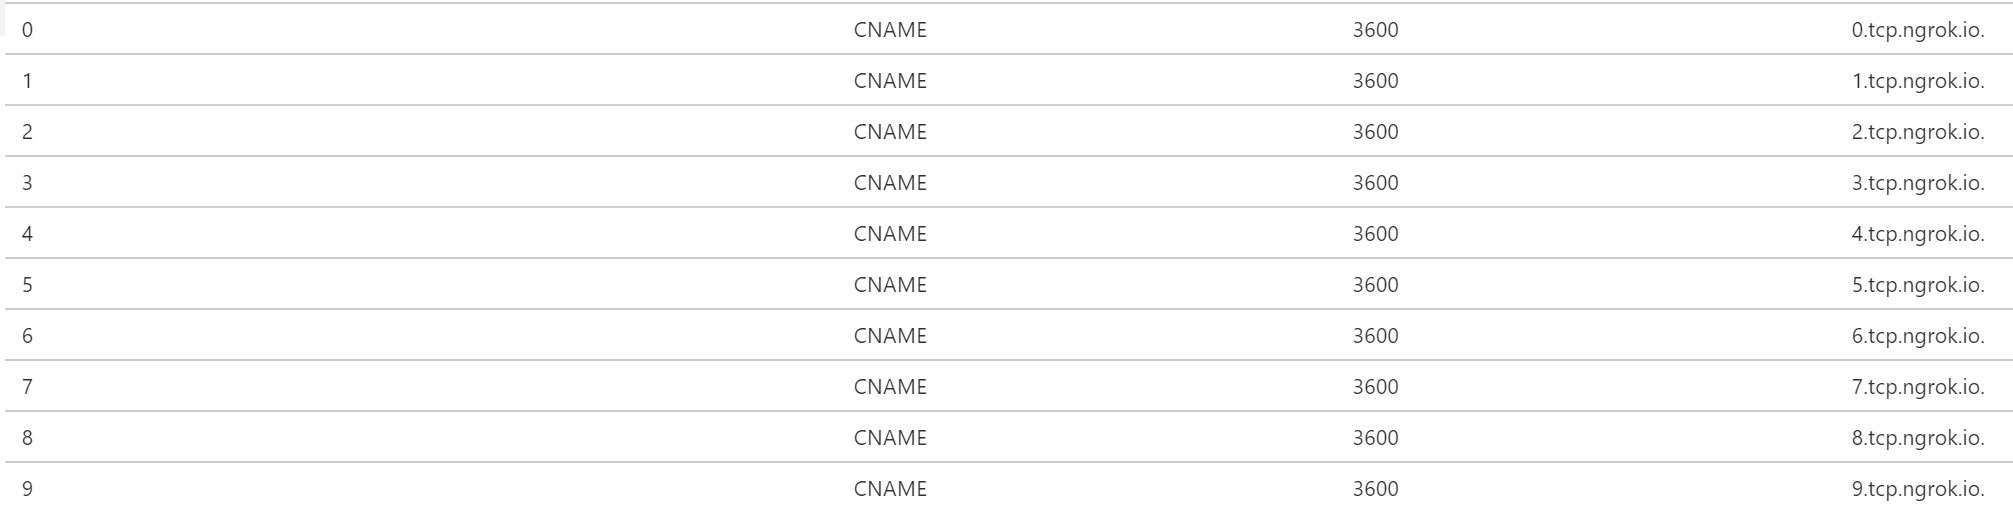 0 CNAME 3600 0.tcp.ngrok.io.
1 CNAME 3600 1.tcp.ngrok.io.
2 CNAME 3600 2.tcp.ngrok.io.
3 CNAME 3600 3.tcp.ngrok.io.
4 CNAME 3600 4.tcp.ngrok.io.
5 CNAME 3600 5.tcp.ngrok.io.
6 CNAME 3600 6.tcp.ngrok.io.
7 CNAME 3600 7.tcp.ngrok.io.
8 CNAME 3600 8.tcp.ngrok.io.
9 CNAME 3600 9.tcp.ngrok.io.